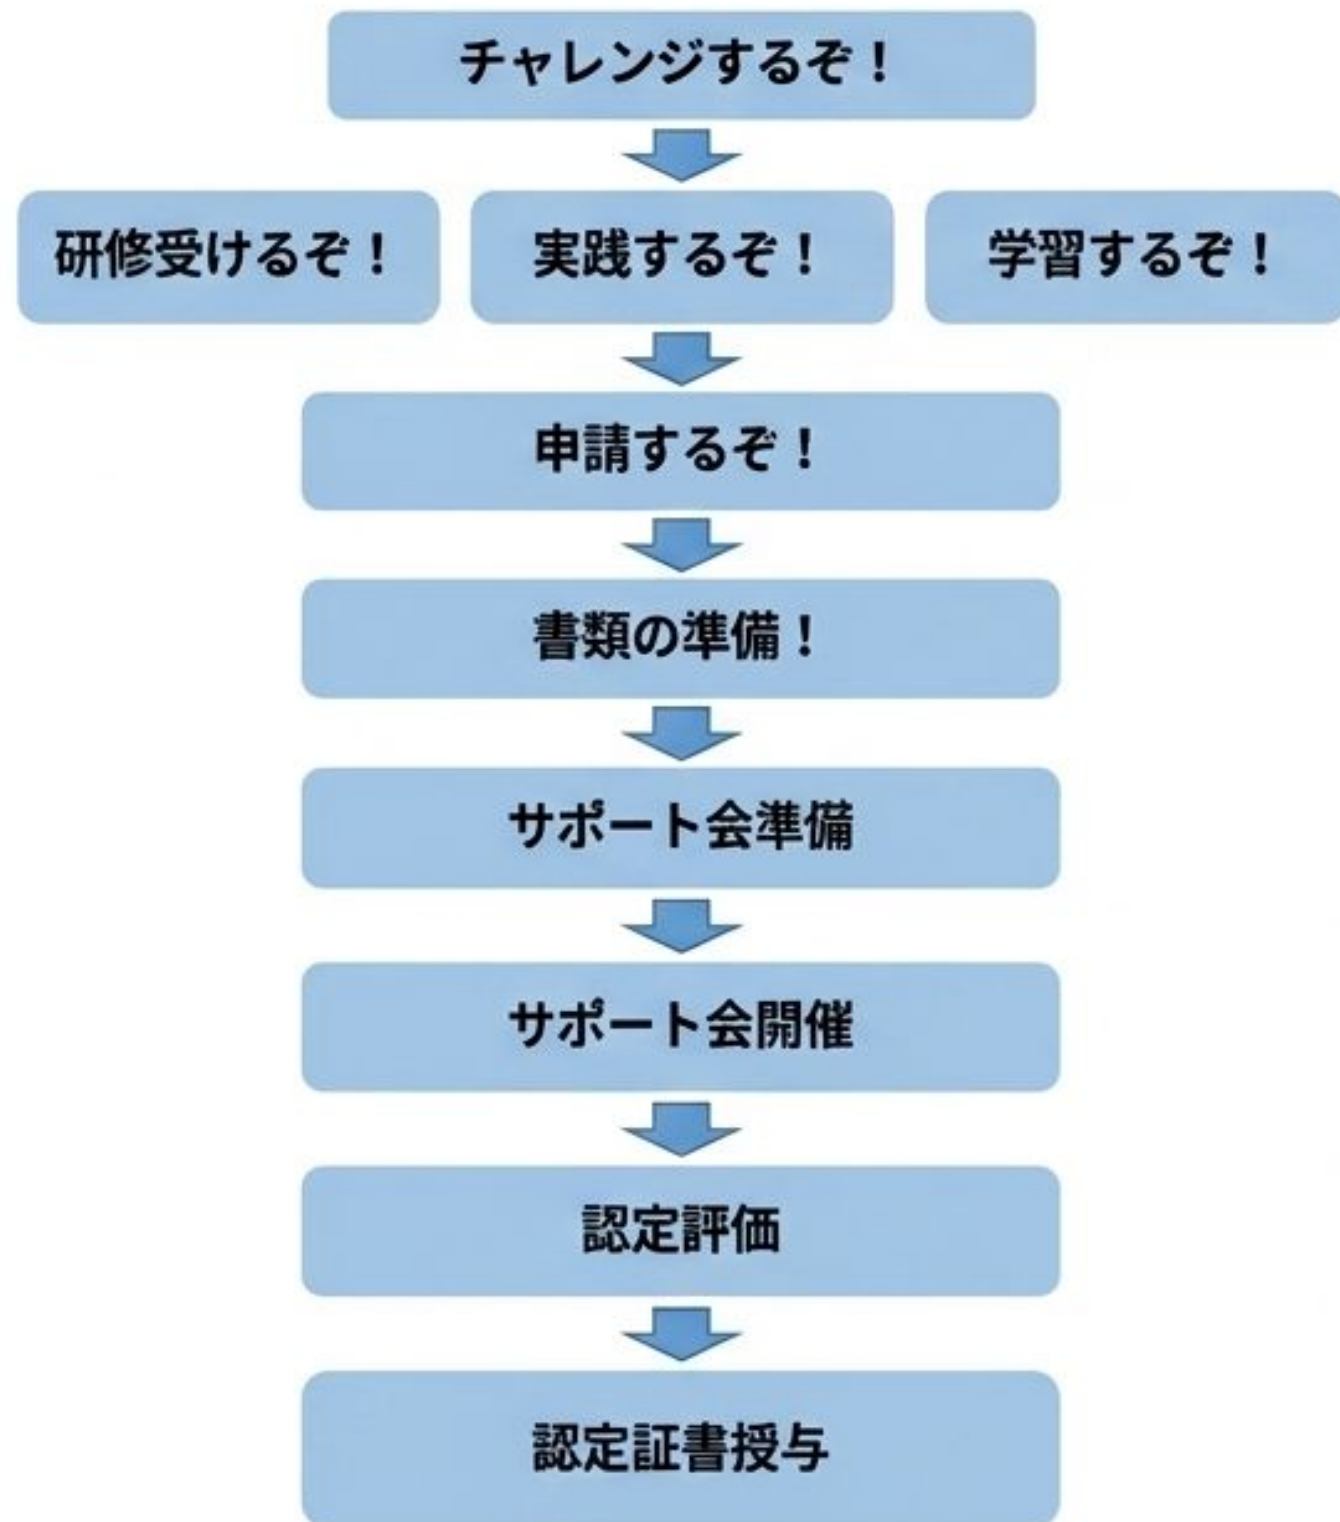 チャレンジするぞ！
研修受けるぞ！
実践するぞ！
学習するぞ！
申請するぞ！
書類の準備！
サポート会準備
サポート会開催
認定評価
認定証書授与